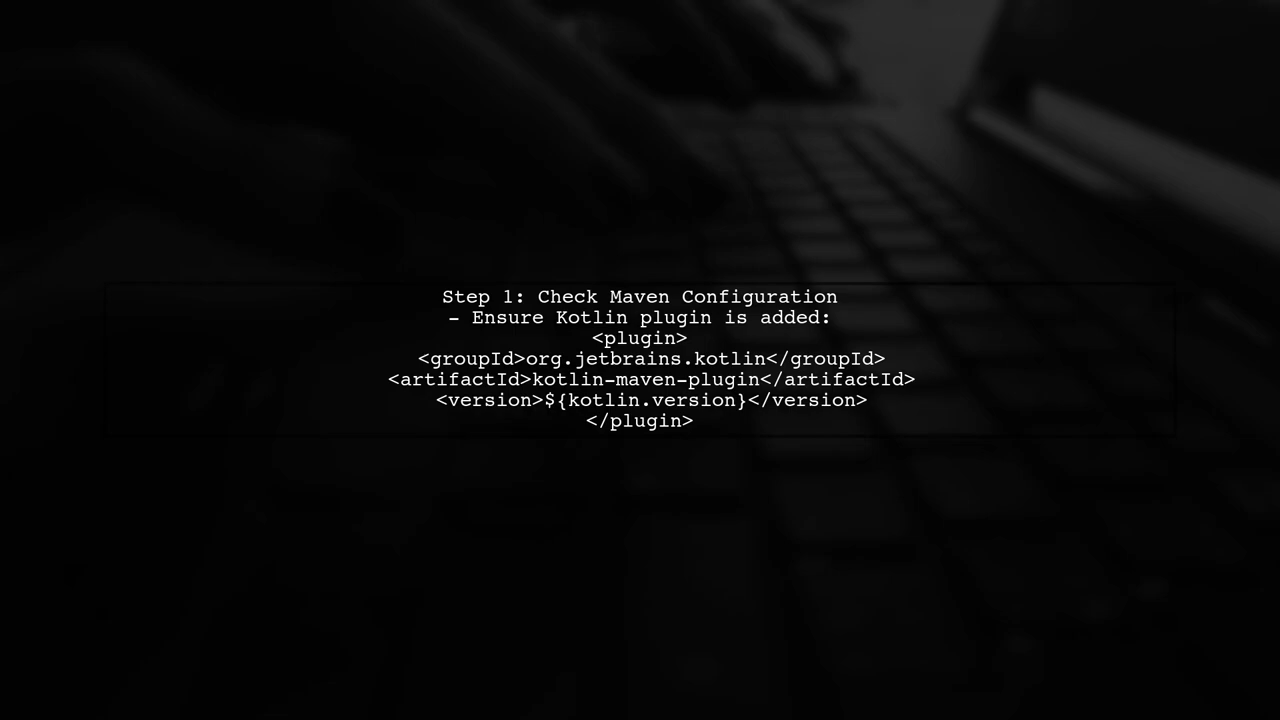 Step 1: Check Maven Configuration
- Ensure Kotlin plugin is added:
<plugin>
<groupId>org.jetbrains.kotlin</groupId>
<artifactId>kotlin-maven-plugin</artifactId>
<version>${kotlin.version}</version>
</plugin>